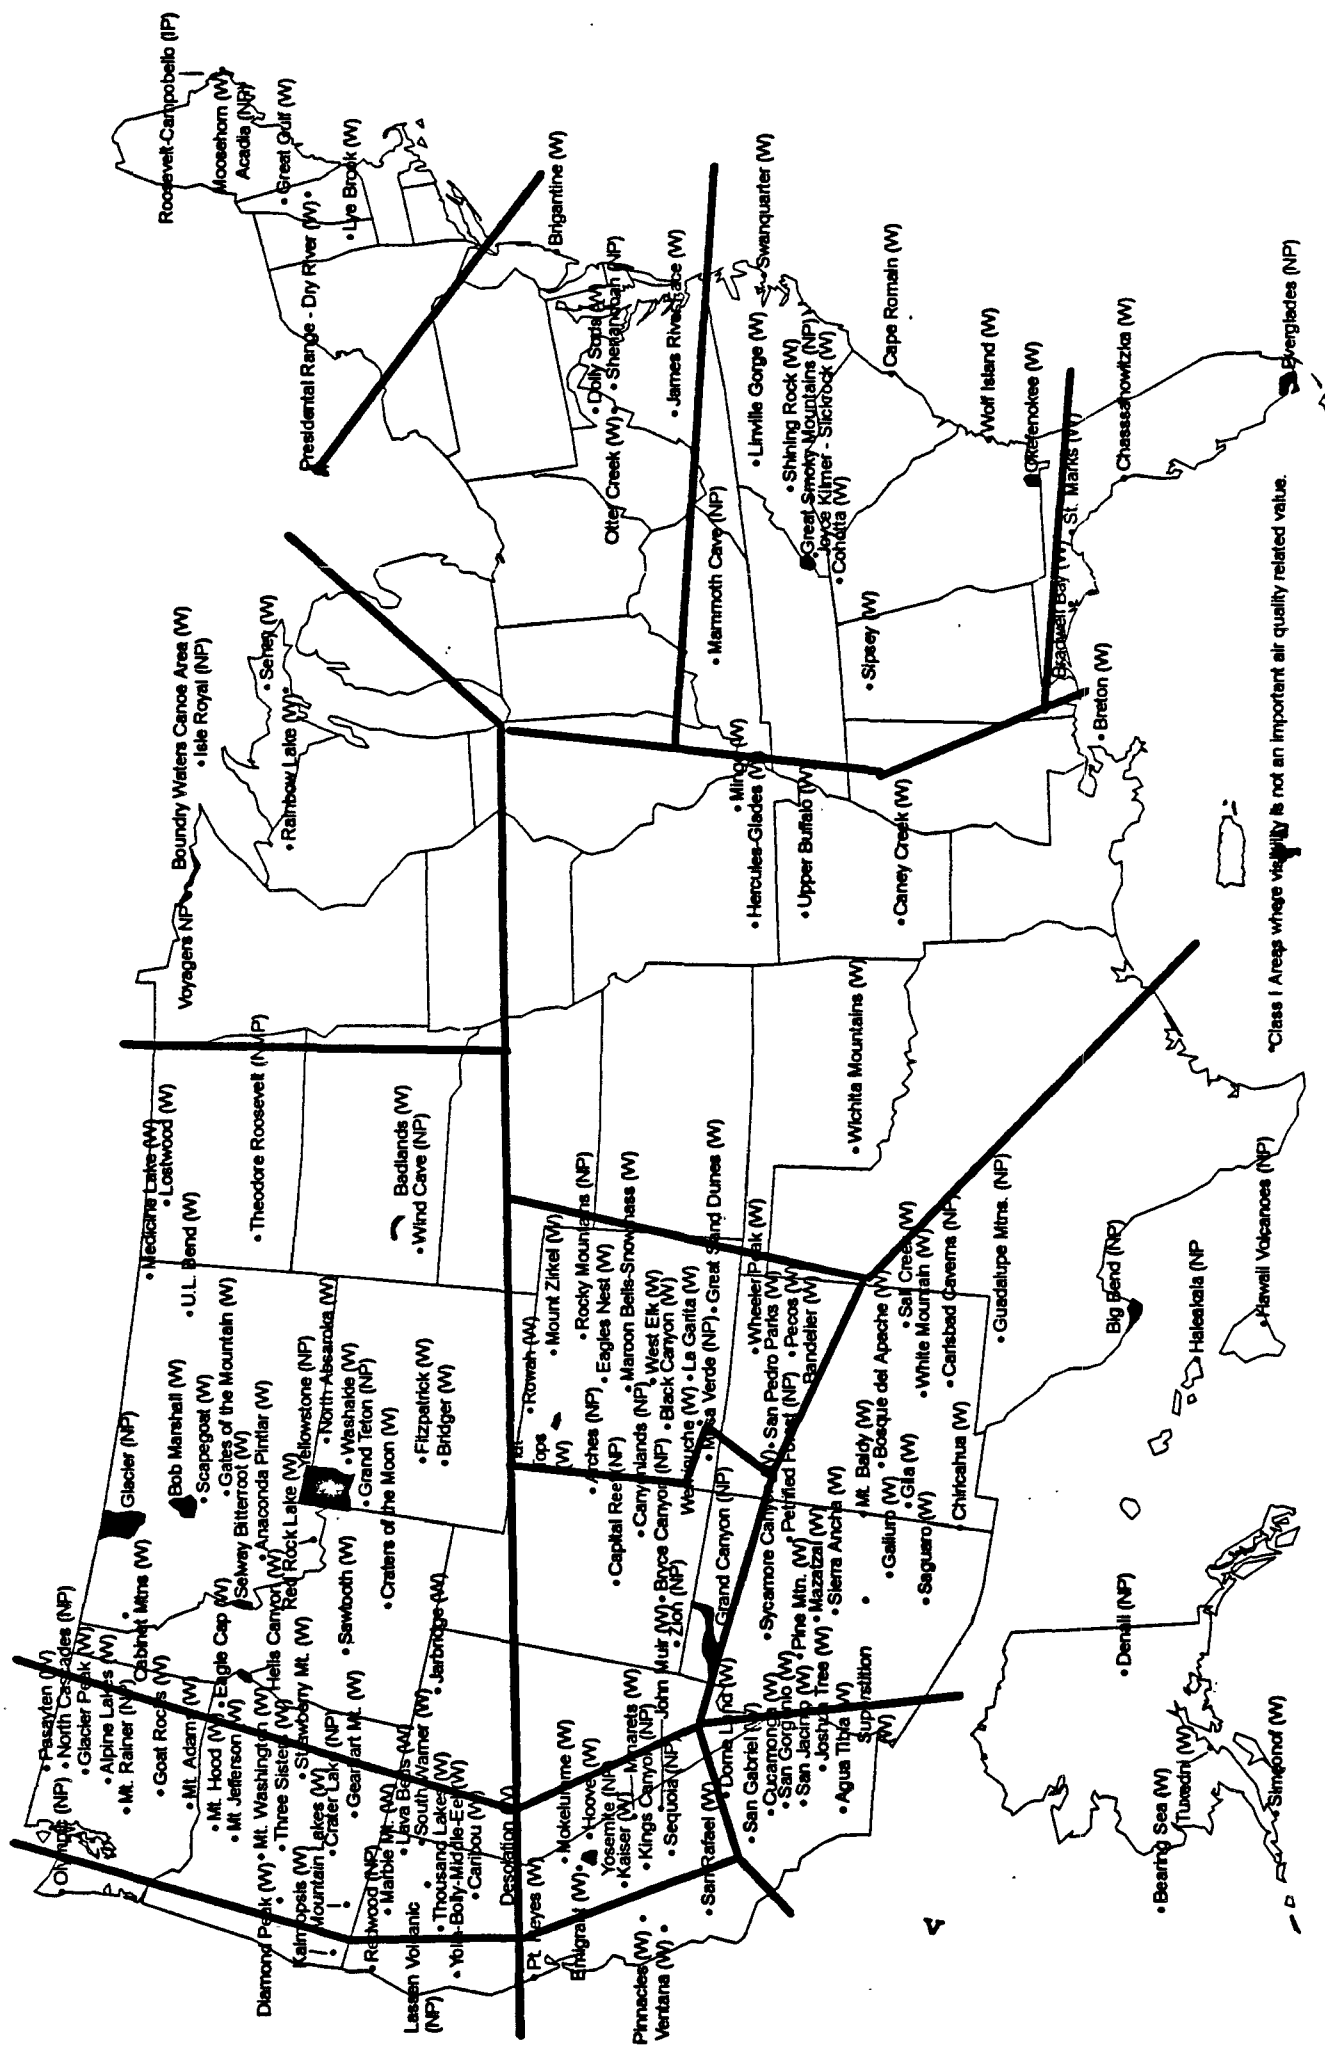 Pasayten (W)
Olympic (NP)
North Cascades (NP)
Glacier Peak (W)
Alpine Lakes (W)
Mt. Rainer (NP)
Cabinet Mtns (W)
Goat Rocks (W)
Mt. Adams (W)
Mt. Hood (W)
Eagle Cap (W)
Mt Jefferson (W)
Diamond Peak (W)
Mt. Washington (W)
Hells Canyon (W)
Three Sisters (W)
Strawberry Mt. (W)
Kalmiopsis (W)
Mountain Lakes (W)
Crater Lake (NP)
Gearhart Mt. (W)
Redwood (NP)
Marble Mt. (W)
Lava Beds (W)
South Warner (W)
Lassen Volcanic
(NP)
Thousand Lakes (W)
Yolla-Bolly-Middle-Eel (W)
Caribou (W)
Jarbridge (W)
Desolation (W)
Glacier (NP)
Bob Marshall (W)
Scapegoat (W)
Gates of the Mountain (W)
Selway Bitterroot (W)
Anaconda Pintlar (W)
Red Rock Lake (W)
Yellowstone (NP)
North Absaroka (W)
Washakie (W)
Grand Teton (NP)
Sawtooth (W)
Craters of the Moon (W)
Fitzpatrick (W)
Bridger (W)
Medicine Lake (W)
Lostwood (W)
U.L. Bend (W)
Theodore Roosevelt (NMP)
Badlands (W)
Wind Cave (NP)
Voyagers NP
Boundry Waters Canoe Area (W)
Isle Royal (NP)
Seney (W)
Rainbow Lake (W)
Roosevelt-Campobello (IP)
Moosehorn (W)
Acadia (NP)
Great Gulf (W)
Presidental Range - Dry River (W)
Lye Brook (W)
Brigantine (W)
Dolly Sods (W)
Shenandoah (NP)
Otter Creek (W)
James River Face (W)
Mammoth Cave (NP)
Swanquarter (W)
Linville Gorge (W)
Shining Rock (W)
Great Smoky Mountains (NP)
Joyce Kilmer - Slickrock (W)
Cohotta (W)
Cape Romain (W)
Sipsey (W)
Wolf Island (W)
Okefenokee (W)
Bradwell Bay (W)
St. Marks (W)
Chasssahowitzka (W)
Everglades (NP)
Breton (W)
Mingo (W)
Hercules-Glades (W)
Upper Buffalo (W)
Caney Creek (W)
Wichita Mountains (W)
Pt. Reyes (W)
Mokelumme (W)
Emigrant (W)
Hoover (W)
Yosemite (NP)
Kaiser (W)
Minarets (W)
Pinnacles (W)
Kings Canyon (NP)
John Muir (W)
Ventana (W)
Sequoia (NP)
San Rafael (W)
Dome Land (W)
San Gabriel (W)
Cucamonga (W)
San Gorgonio (W)
San Jacinto (W)
Joshua Tree (W)
Agua Tibia (W)
Rowah (W)
Flat
Tops
(W)
Mount Zirkel (W)
Rocky Mountains (NP)
Eagles Nest (W)
Maroon Bells-Snowmass (W)
West Elk (W)
Black Canyon (W)
La Garita (W)
Great Sand Dunes (W)
Weminuche (W)
Mesa Verde (NP)
Arches (NP)
Capital Reef (NP)
Canyonlands (NP)
Bryce Canyon (NP)
Zion (NP)
Grand Canyon (NP)
Wheeler Peak (W)
San Pedro Parks (W)
Pecos (W)
Bandelier (W)
Sycamore Canyon (W)
Petrified Forest (NP)
Pine Mtn. (W)
Mazatzal (W)
Sierra Ancha (W)
Superstition
(W)
Mt. Baldy (W)
Bosque del Apache (W)
Galiuro (W)
Gila (W)
Saguaro (W)
Chiricahua (W)
Salt Creek (W)
White Mountain (W)
Carlsbad Caverns (NP)
Guadalupe Mtns. (NP)
Big Bend (NP)
Haleakala (NP
Hawaii Volcanoes (NP)
Denali (NP)
Bearing Sea (W)
Tuxedni (W)
Simeonof (W)
*Class I Areas where visibility is not an important air quality related value.
v